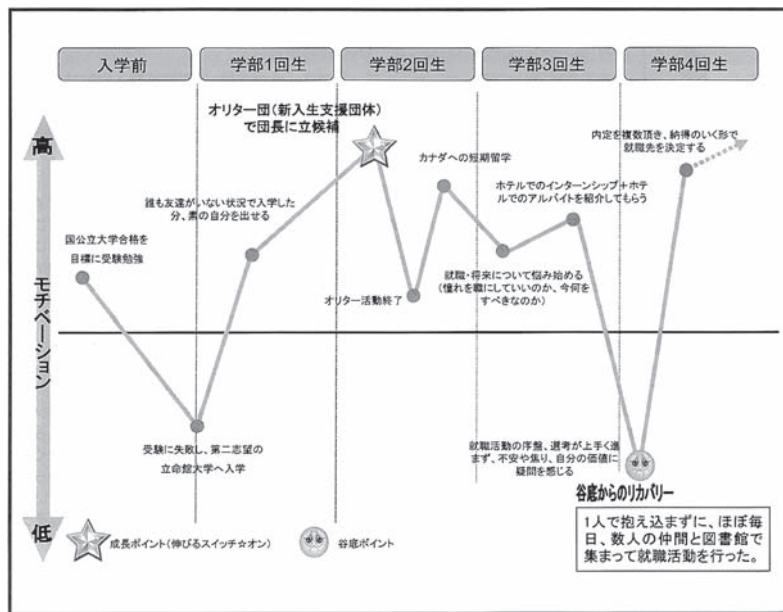 入学前
学部1回生
学部2回生
学部3回生
学部4回生
オリター団(新入生支援団体)
で団長に立候補
内定を複数頂き、納得のいく形で
就職先を決定する
高
カナダへの短期留学
誰も友達がいない状況で入学した
分、素の自分を出せる
ホテルでのインターンシップ+ホテ
ルでのアルバイトを紹介してもらう
国公立大学合格を
目標に受験勉強
モチベーション
オリター活動終了
就職・将来について悩み始める
(憧れを職にしていいのか、今何を
すべきなのか)
受験に失敗し、第二志望の
立命館大学へ入学
就職活動の序盤、選考が上手く進
まず、不安や焦り、自分の価値に
疑問を感じる
谷底からのリカバリー
1人で抱え込まずに、ほぼ毎
日、数人の仲間と図書館で
集まって就職活動を行った。
低
成長ポイント(伸びるスイッチ☆オン)
谷底ポイント